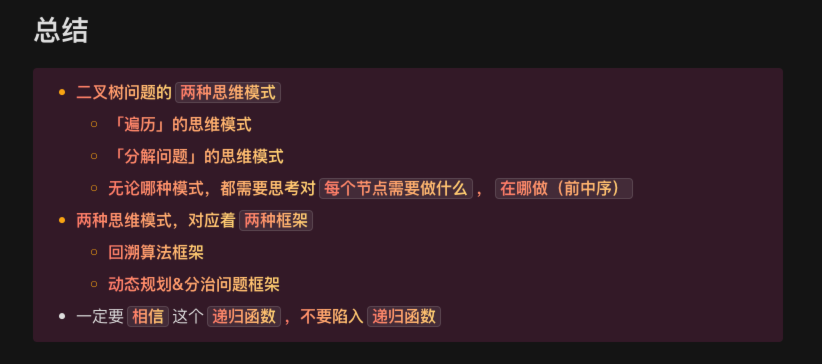 总结
二叉树问题的 两种思维模式
「遍历」的思维模式
「分解问题」的思维模式
无论哪种模式，都需要思考对 每个节点需要做什么 ， 在哪做（前中序）
两种思维模式，对应着 两种框架
回溯算法框架
动态规划&分治问题框架
一定要 相信 这个 递归函数 ，不要陷入 递归函数